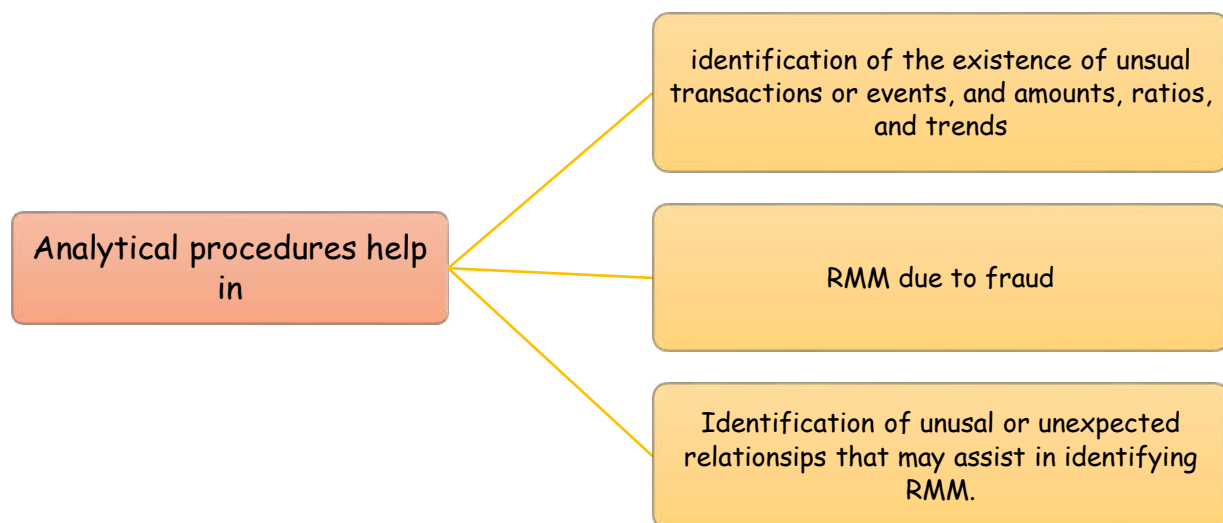 Analytical procedures help
in
identification of the existence of unsual
transactions or events, and amounts, ratios,
and trends
RMM due to fraud
Identification of unusal or unexpected
relationsips that may assist in identifying
RMM.